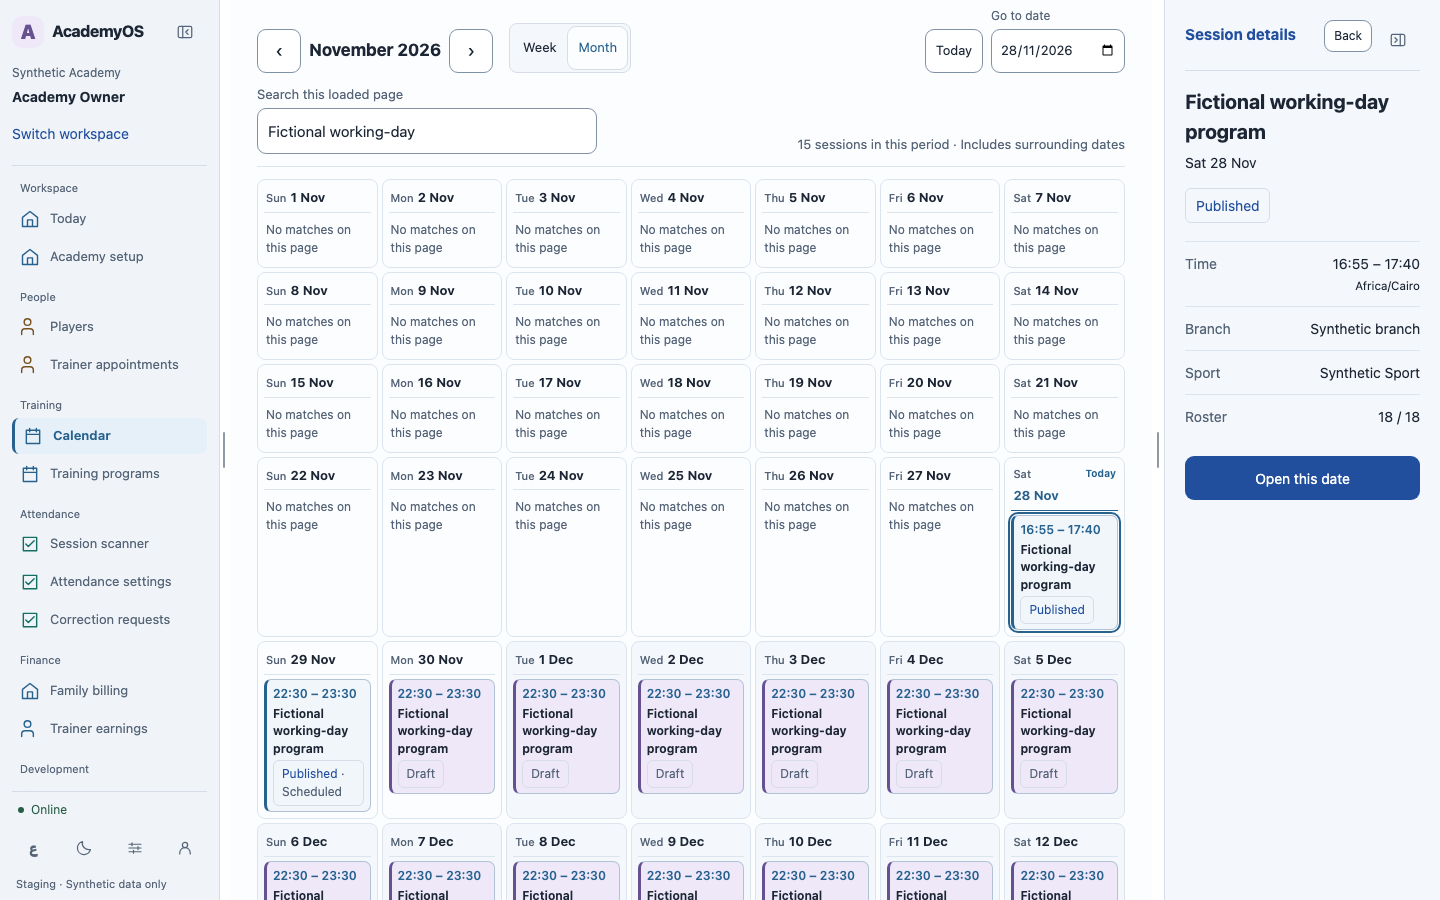 A AcademyOS
Synthetic Academy
Academy Owner
Switch workspace
Workspace
Today
Academy setup
People
Players
Trainer appointments
Training
Calendar
Training programs
Attendance
Session scanner
Attendance settings
Correction requests
Finance
Family billing
Trainer earnings
Development
Online
ع
Staging · Synthetic data only
‹ November 2026 ›
Week Month
Go to date
Today 28/11/2026
Search this loaded page
Fictional working-day
15 sessions in this period · Includes surrounding dates
Sun 1 Nov Mon 2 Nov Tue 3 Nov Wed 4 Nov Thu 5 Nov Fri 6 Nov Sat 7 Nov
No matches on No matches on No matches on No matches on No matches on No matches on No matches on
this page this page this page this page this page this page this page
Sun 8 Nov Mon 9 Nov Tue 10 Nov Wed 11 Nov Thu 12 Nov Fri 13 Nov Sat 14 Nov
No matches on No matches on No matches on No matches on No matches on No matches on No matches on
this page this page this page this page this page this page this page
Sun 15 Nov Mon 16 Nov Tue 17 Nov Wed 18 Nov Thu 19 Nov Fri 20 Nov Sat 21 Nov
No matches on No matches on No matches on No matches on No matches on No matches on No matches on
this page this page this page this page this page this page this page
Sun 22 Nov Mon 23 Nov Tue 24 Nov Wed 25 Nov Thu 26 Nov Fri 27 Nov
No matches on No matches on No matches on No matches on No matches on No matches on
this page this page this page this page this page this page
Sat Today
28 Nov
16:55 – 17:40
Fictional
working-day
program
Published
Sun 29 Nov Mon 30 Nov Tue 1 Dec Wed 2 Dec Thu 3 Dec Fri 4 Dec Sat 5 Dec
22:30 – 23:30 22:30 – 23:30 22:30 – 23:30 22:30 – 23:30 22:30 – 23:30 22:30 – 23:30 22:30 – 23:30
Fictional Fictional Fictional Fictional Fictional Fictional Fictional
working-day working-day working-day working-day working-day working-day working-day
program program program program program program program
Published · Draft Draft Draft Draft Draft Draft
Scheduled
Sun 6 Dec Mon 7 Dec Tue 8 Dec Wed 9 Dec Thu 10 Dec Fri 11 Dec Sat 12 Dec
22:30 – 23:30 22:30 – 23:30 22:30 – 23:30 22:30 – 23:30 22:30 – 23:30 22:30 – 23:30 22:30 – 23:30
Fictional Fictional Fictional Fictional Fictional Fictional Fictional
Session details Back
Fictional working-day
program
Sat 28 Nov
Published
Time 16:55 – 17:40
Africa/Cairo
Branch Synthetic branch
Sport Synthetic Sport
Roster 18 / 18
Open this date